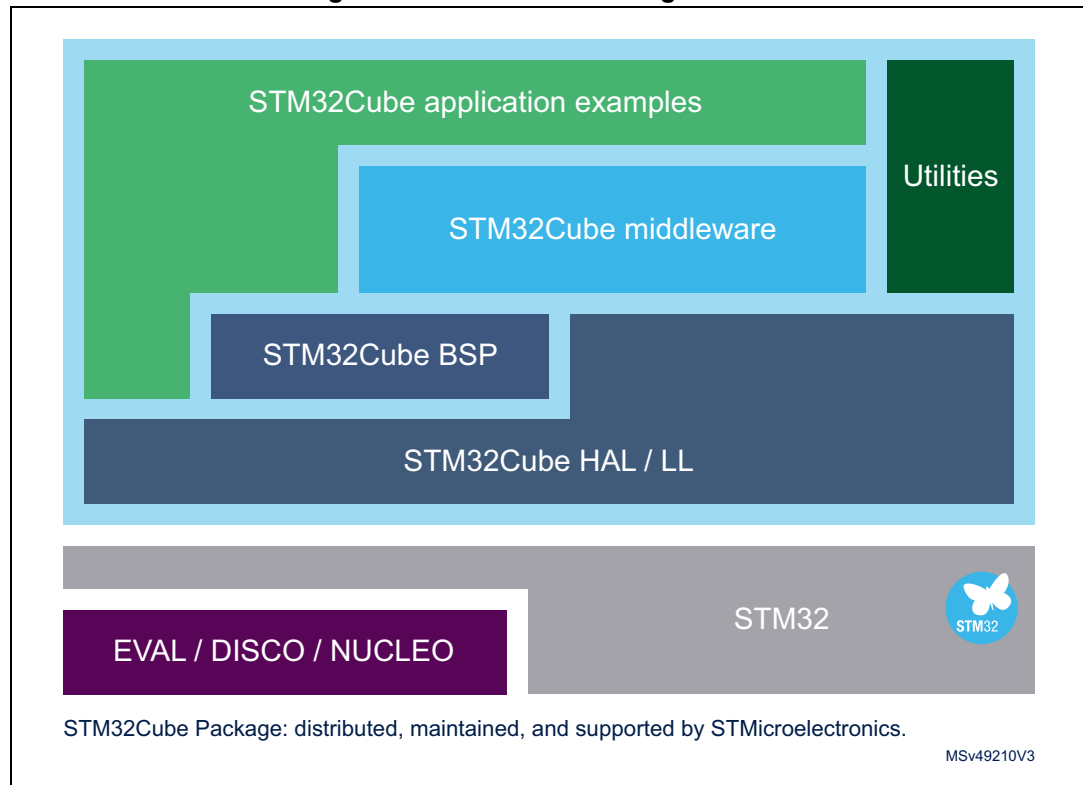 STM32Cube application examples
Utilities
STM32Cube middleware
STM32Cube BSP
STM32Cube HAL / LL
STM32
STM32
EVAL / DISCO / NUCLEO
STM32Cube Package: distributed, maintained, and supported by STMicroelectronics.
MSv49210V3